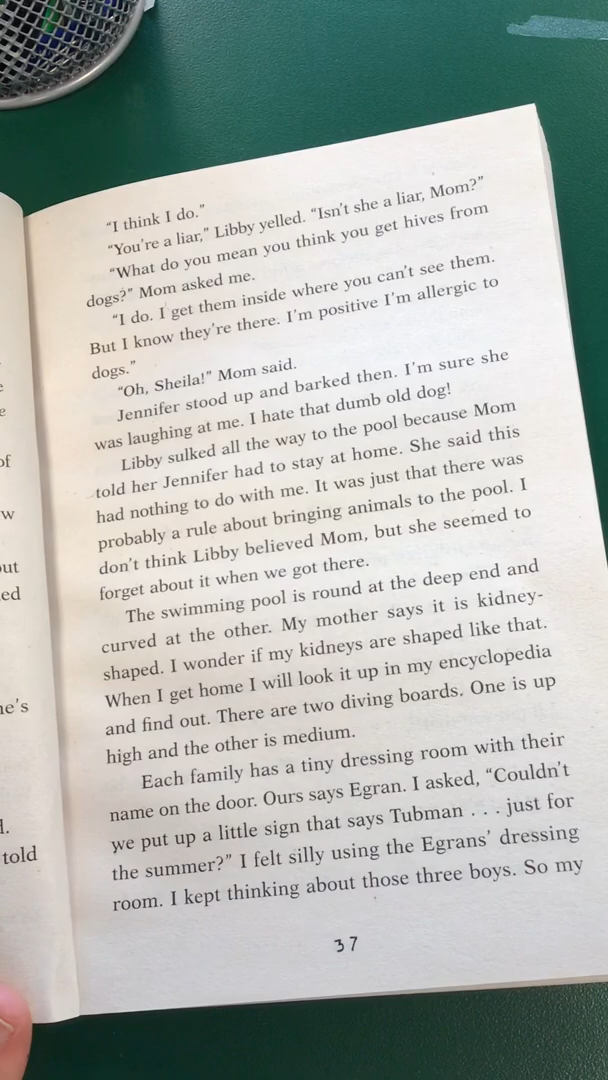 "I think I do."
"You're a liar," Libby yelled. "Isn't she a liar, Mom?"
"What do you mean you think you get hives from
dogs?" Mom asked me.
"I do. I get them inside where you can't see them.
But I know they're there. I'm positive I'm allergic to
dogs."
"Oh, Sheila!" Mom said.
Jennifer stood up and barked then. I'm sure she
was laughing at me. I hate that dumb old dog!
Libby sulked all the way to the pool because Mom
told her Jennifer had to stay at home. She said this
had nothing to do with me. It was just that there was
probably a rule about bringing animals to the pool. I
don't think Libby believed Mom, but she seemed to
forget about it when we got there.
The swimming pool is round at the deep end and
curved at the other. My mother says it is kidney-
shaped. I wonder if my kidneys are shaped like that.
When I get home I will look it up in my encyclopedia
and find out. There are two diving boards. One is up
high and the other is medium.
Each family has a tiny dressing room with their
name on the door. Ours says Egran. I asked, "Couldn't
we put up a little sign that says Tubman . . . just for
the summer?" I felt silly using the Egrans' dressing
room. I kept thinking about those three boys. So my
37
told